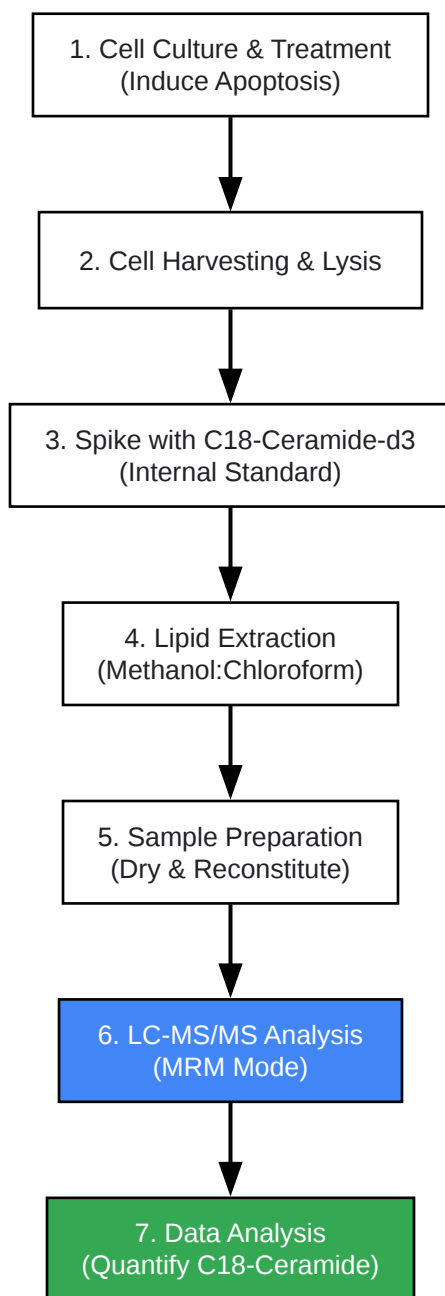 1. Cell Culture & Treatment
(Induce Apoptosis)
2. Cell Harvesting & Lysis
3. Spike with C18-Ceramide-d3
(Internal Standard)
4. Lipid Extraction
(Methanol:Chloroform)
5. Sample Preparation
(Dry & Reconstitute)
6. LC-MS/MS Analysis
(MRM Mode)
7. Data Analysis
(Quantify C18-Ceramide)